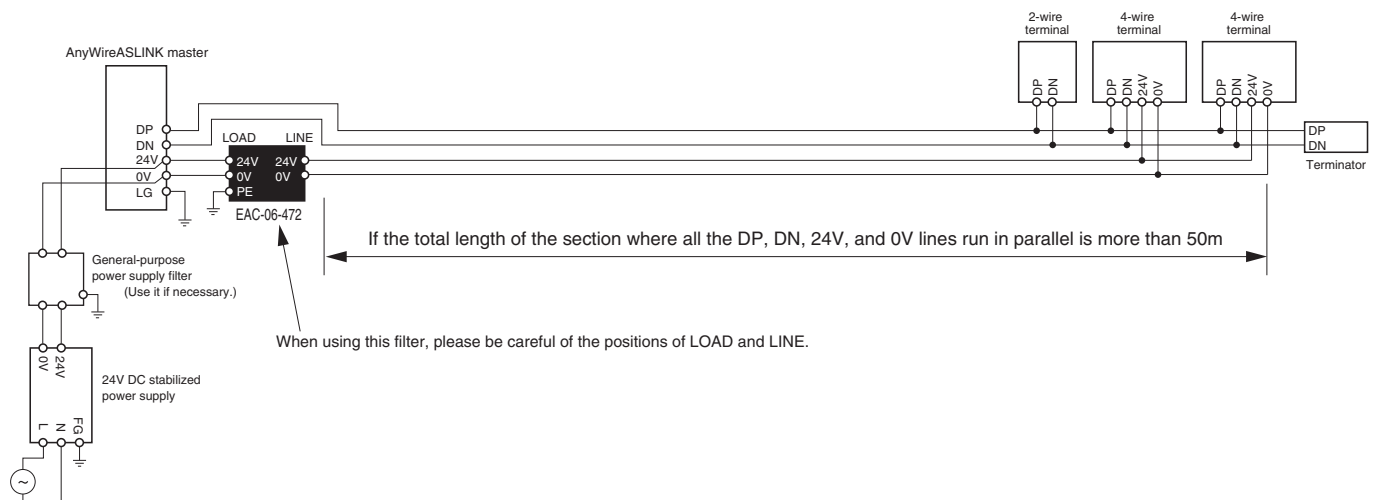 2-wire
terminal
4-wire
terminal
4-wire
terminal
AnyWireASLINK master
DP
DN
DP
DN
24V
0V
DP
DN
24V
0V
DP
DN
24V
0V
LG
LOAD LINE
24V 24V
0V 0V
PE
EAC-06-472
DP
DN
Terminator
If the total length of the section where all the DP, DN, 24V, and 0V lines run in parallel is more than 50m
General-purpose
power supply filter
(Use it if necessary.)
When using this filter, please be careful of the positions of LOAD and LINE.
0V
24V
24V DC stabilized
power supply
L
N
FG
~